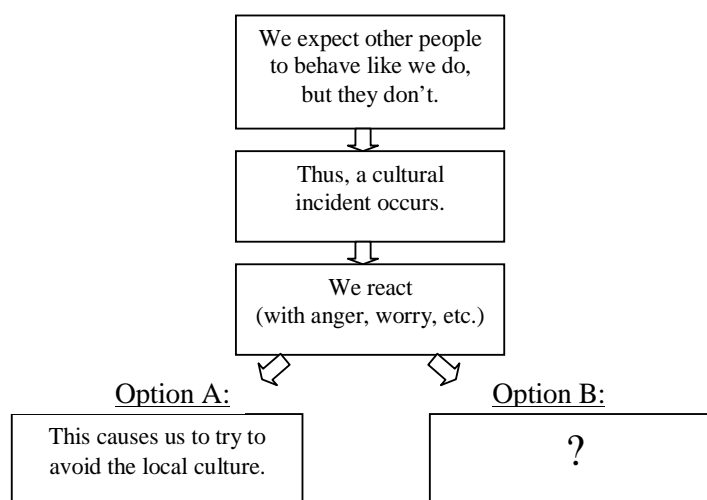 We expect other people
to behave like we do,
but they don't.
Thus, a cultural
incident occurs.
We react
(with anger, worry, etc.)
Option A:
This causes us to try to
avoid the local culture.
Option B:
?